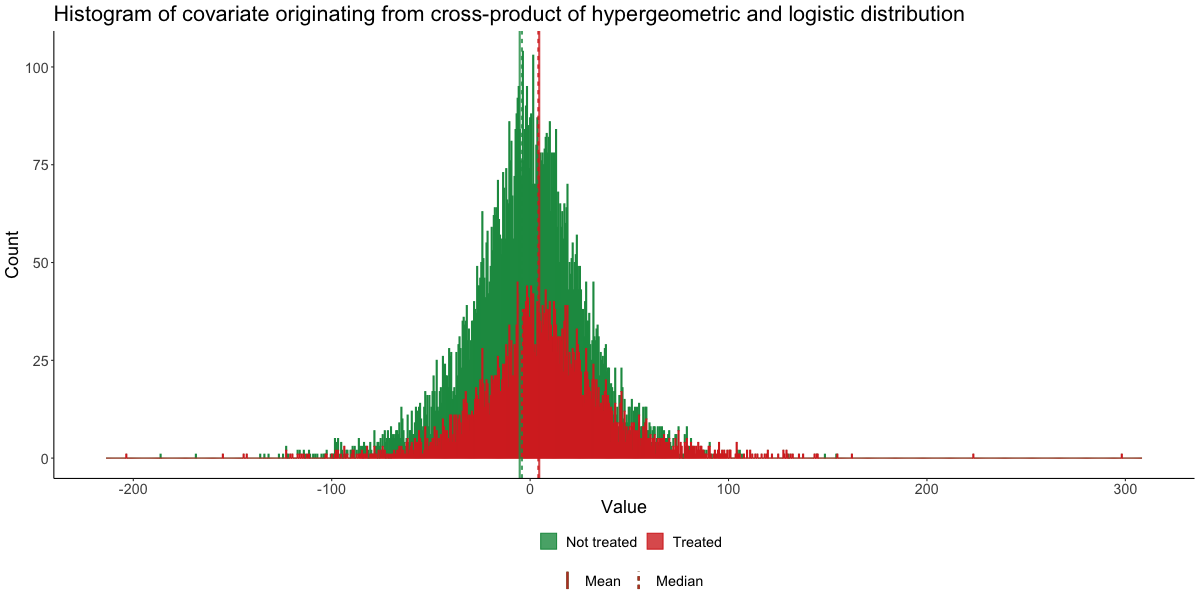 Histogram of covariate originating from cross-product of hypergeometric and logistic distribution
100
75
50
25
0
Count
-200 -100 0 100 200 300
Value
Not treated Treated
Mean Median